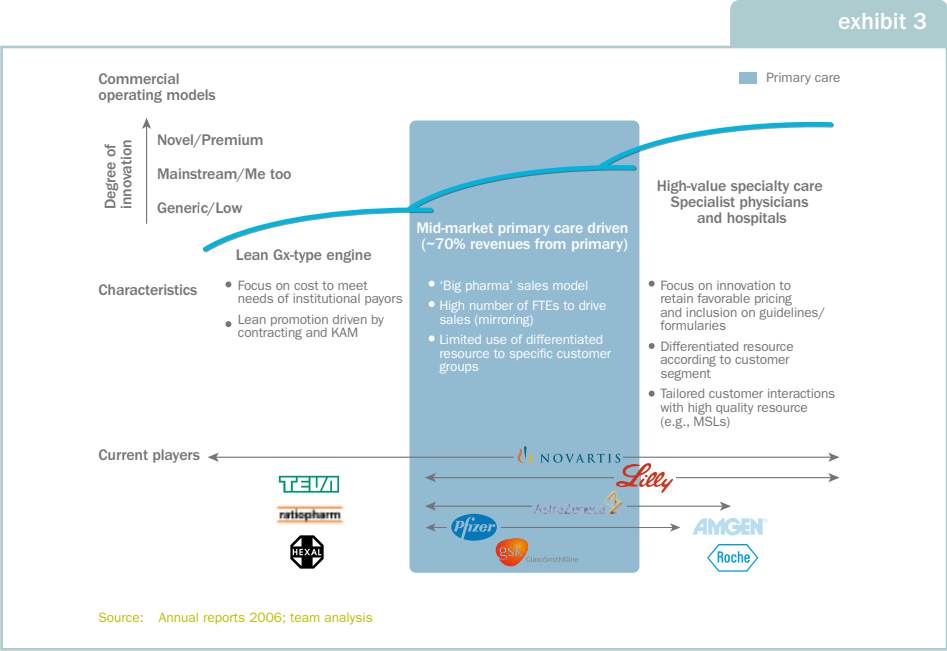 exhibit 3
Commercial
operating models
Primary care
Degree of
innovation
Novel/Premium
Mainstream/Me too
Generic/Low
Lean Gx-type engine
Mid-market primary care driven
(~70% revenues from primary)
High-value specialty care
Specialist physicians
and hospitals
Characteristics
• Focus on cost to meet
needs of institutional payors
• Lean promotion driven by
contracting and KAM
• ‘Big pharma’ sales model
• High number of FTEs to drive
sales (mirroring)
• Limited use of differentiated
resource to specific customer
groups
• Focus on innovation to
retain favorable pricing
and inclusion on guidelines/
formularies
• Differentiated resource
according to customer
segment
• Tailored customer interactions
with high quality resource
(e.g., MSLs)
Current players
NOVARTIS
Lilly
TEVA
AstraZeneca
ratiopharm
Pfizer
AMGEN®
HEXAL
gsk GlaxoSmithKline
Roche
Source: Annual reports 2006; team analysis